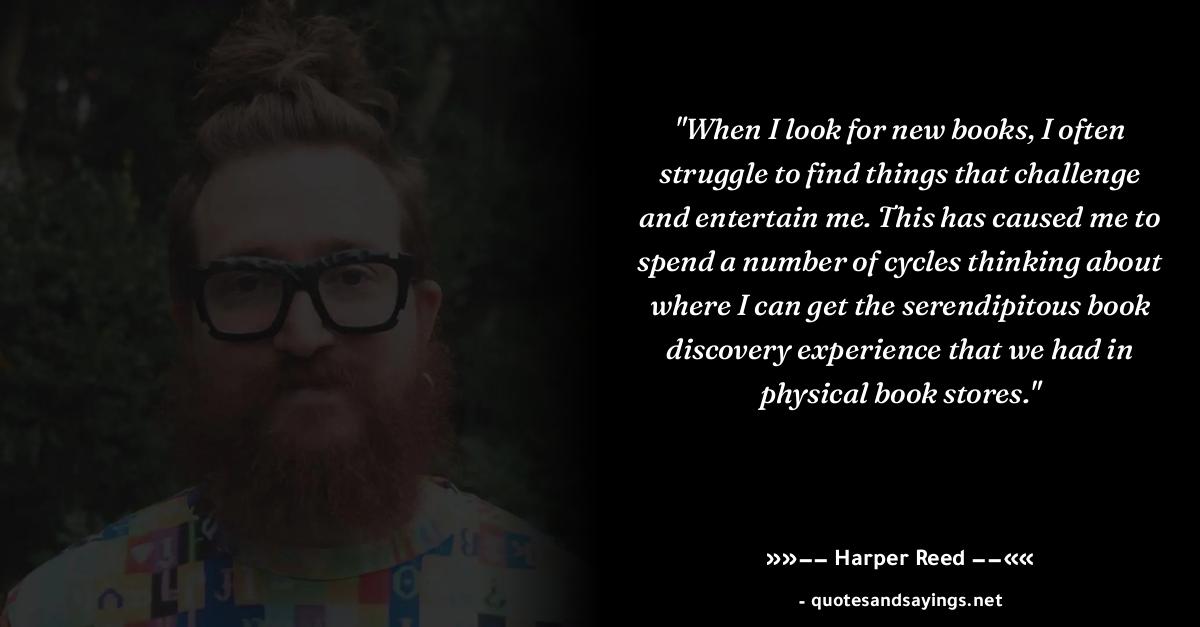 "When I look for new books, I often
struggle to find things that challenge
and entertain me. This has caused me to
spend a number of cycles thinking about
where I can get the serendipitous book
discovery experience that we had in
physical book stores."
»»−− Harper Reed −−««
- quotesandsayings.net